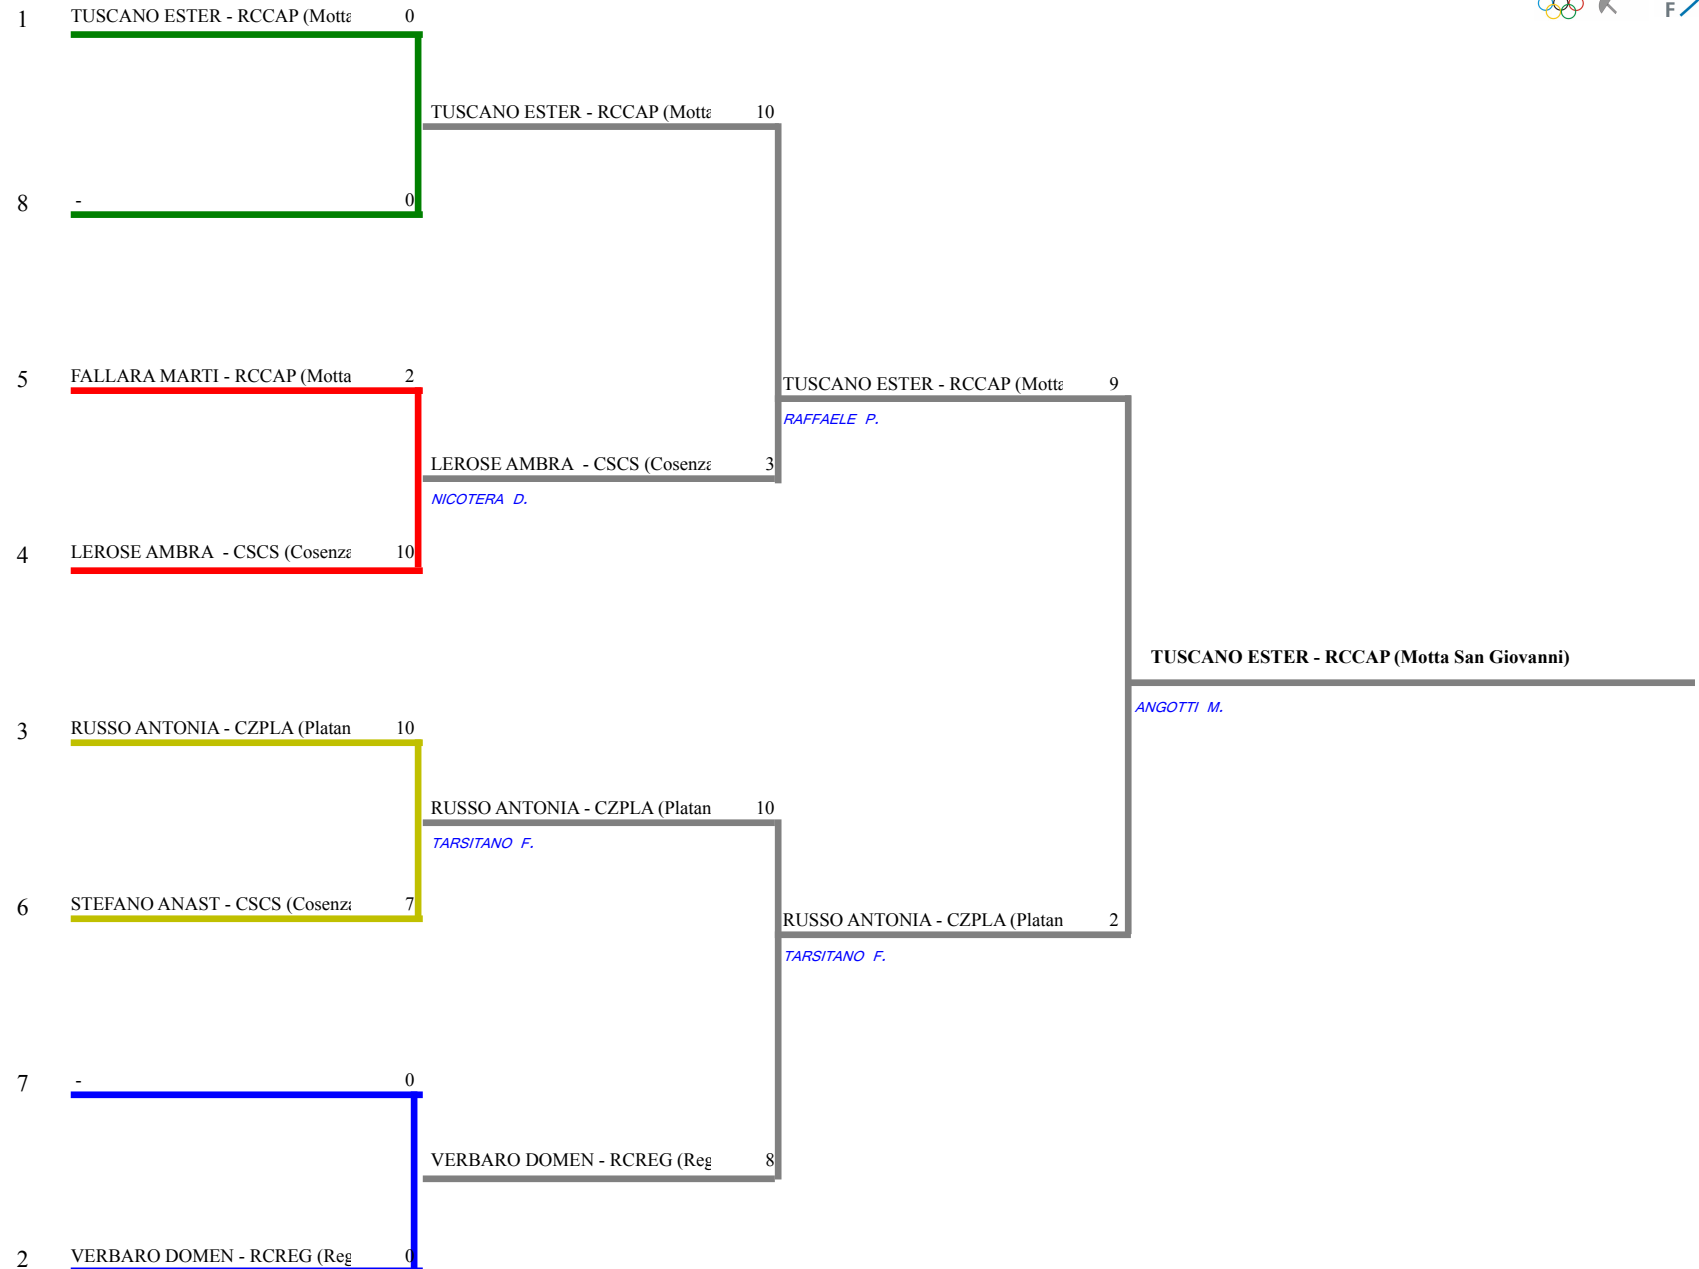 1 TUSCANO ESTER - RCCAP (Motta 0
TUSCANO ESTER - RCCAP (Motta 10
8 - 0
5 FALLARA MARTI - RCCAP (Motta 2
TUSCANO ESTER - RCCAP (Motta 9
RAFFAELE P.
LEROSE AMBRA - CSCS (Cosenza 3
NICOTERA D.
4 LEROSE AMBRA - CSCS (Cosenza 10
TUSCANO ESTER - RCCAP (Motta San Giovanni)
ANGOTTI M.
3 RUSSO ANTONIA - CZPLA (Platan 10
RUSSO ANTONIA - CZPLA (Platan 10
TARSITANO F.
6 STEFANO ANAST - CSCS (Cosenza 7
RUSSO ANTONIA - CZPLA (Platan 2
TARSITANO F.
7 - 0
VERBARO DOMEN - RCREG (Reg 8
2 VERBARO DOMEN - RCREG (Reg 0
F